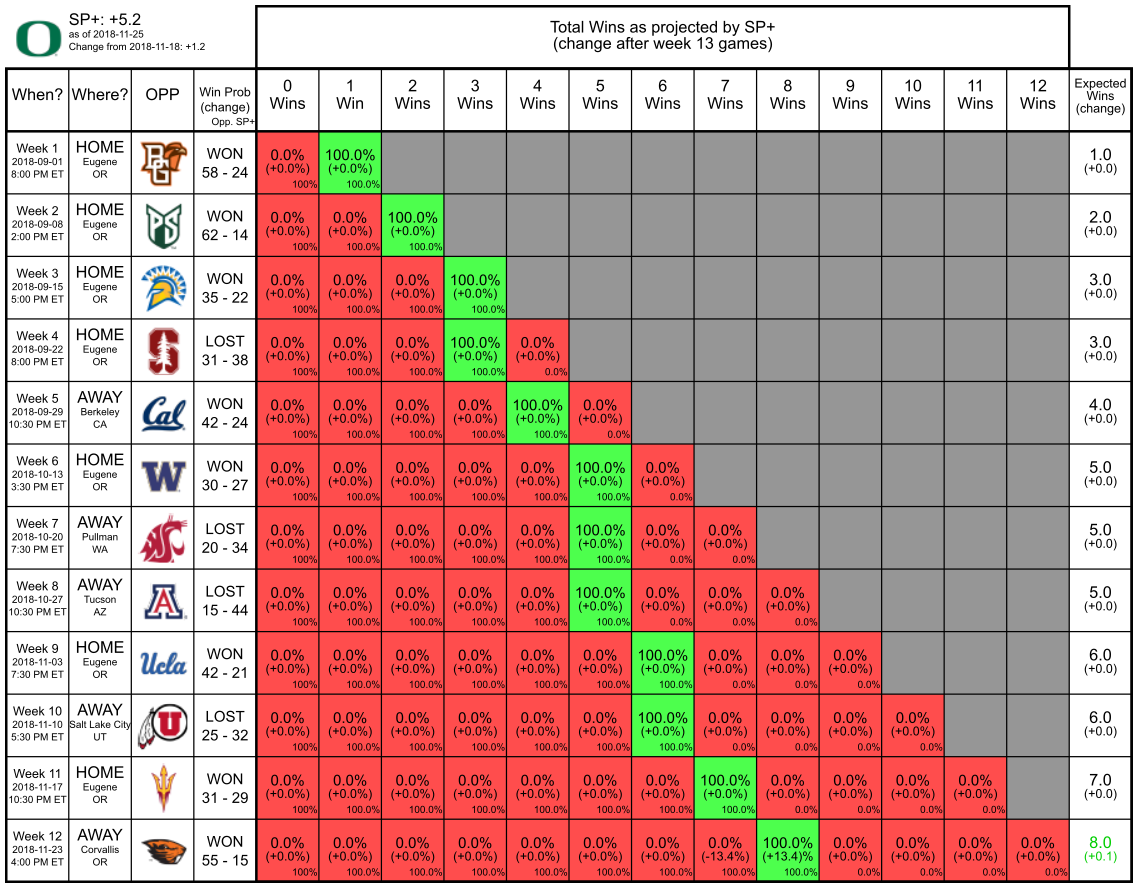 O
SP+: +5.2
as of 2018-11-25
Change from 2018-11-18: +1.2
Total Wins as projected by SP+
(change after week 13 games)
When? Where? OPP Win Prob 0 1 2 3 4 5 6 7 8 9 10 11 12 Expected
(change) Wins Win Wins Wins Wins Wins Wins Wins Wins Wins Wins Wins Wins Wins
Opp. SP+ (change)
Week 1 HOME BG WON 0.0% 100.0% 1.0
2018-09-01 Eugene (+0.0%) (+0.0%) (+0.0)
8:00 PM ET OR 58 - 24 100% 100.0%
Week 2 HOME PS WON 0.0% 0.0% 100.0% 2.0
2018-09-08 Eugene (+0.0%) (+0.0%) (+0.0%) (+0.0)
2:00 PM ET OR 62 - 14 100% 100.0% 100.0%
Week 3 HOME WON 0.0% 0.0% 0.0% 100.0% 3.0
2018-09-15 Eugene (+0.0%) (+0.0%) (+0.0%) (+0.0%) (+0.0)
5:00 PM ET OR 35 - 22 100% 100.0% 100.0% 100.0%
Week 4 HOME S LOST 0.0% 0.0% 0.0% 100.0% 0.0% 3.0
2018-09-22 Eugene (+0.0%) (+0.0%) (+0.0%) (+0.0%) (+0.0%) (+0.0)
8:00 PM ET OR 31 - 38 100% 100.0% 100.0% 100.0% 0.0%
Week 5 AWAY Cal WON 0.0% 0.0% 0.0% 0.0% 100.0% 0.0% 4.0
2018-09-29 Berkeley (+0.0%) (+0.0%) (+0.0%) (+0.0%) (+0.0%) (+0.0%) (+0.0)
10:30 PM ET CA 42 - 24 100% 100.0% 100.0% 100.0% 100.0% 0.0%
Week 6 HOME W WON 0.0% 0.0% 0.0% 0.0% 0.0% 100.0% 0.0% 5.0
2018-10-13 Eugene (+0.0%) (+0.0%) (+0.0%) (+0.0%) (+0.0%) (+0.0%) (+0.0%) (+0.0)
3:30 PM ET OR 30 - 27 100% 100.0% 100.0% 100.0% 100.0% 100.0% 0.0%
Week 7 AWAY WSC LOST 0.0% 0.0% 0.0% 0.0% 0.0% 100.0% 0.0% 0.0% 5.0
2018-10-20 Pullman (+0.0%) (+0.0%) (+0.0%) (+0.0%) (+0.0%) (+0.0%) (+0.0%) (+0.0%) (+0.0)
7:30 PM ET WA 20 - 34 100% 100.0% 100.0% 100.0% 100.0% 100.0% 0.0% 0.0%
Week 8 AWAY A LOST 0.0% 0.0% 0.0% 0.0% 0.0% 100.0% 0.0% 0.0% 0.0% 5.0
2018-10-27 Tucson (+0.0%) (+0.0%) (+0.0%) (+0.0%) (+0.0%) (+0.0%) (+0.0%) (+0.0%) (+0.0%) (+0.0)
10:30 PM ET AZ 15 - 44 100% 100.0% 100.0% 100.0% 100.0% 100.0% 0.0% 0.0% 0.0%
Week 9 HOME Ucla WON 0.0% 0.0% 0.0% 0.0% 0.0% 0.0% 100.0% 0.0% 0.0% 0.0% 6.0
2018-11-03 Eugene (+0.0%) (+0.0%) (+0.0%) (+0.0%) (+0.0%) (+0.0%) (+0.0%) (+0.0%) (+0.0%) (+0.0%) (+0.0)
7:30 PM ET OR 42 - 21 100% 100.0% 100.0% 100.0% 100.0% 100.0% 100.0% 0.0% 0.0% 0.0%
Week 10 AWAY U LOST 0.0% 0.0% 0.0% 0.0% 0.0% 0.0% 100.0% 0.0% 0.0% 0.0% 0.0% 6.0
2018-11-10 Salt Lake City (+0.0%) (+0.0%) (+0.0%) (+0.0%) (+0.0%) (+0.0%) (+0.0%) (+0.0%) (+0.0%) (+0.0%) (+0.0%) (+0.0)
5:30 PM ET UT 25 - 32 100% 100.0% 100.0% 100.0% 100.0% 100.0% 100.0% 0.0% 0.0% 0.0% 0.0%
Week 11 HOME WON 0.0% 0.0% 0.0% 0.0% 0.0% 0.0% 0.0% 100.0% 0.0% 0.0% 0.0% 0.0% 7.0
2018-11-17 Eugene (+0.0%) (+0.0%) (+0.0%) (+0.0%) (+0.0%) (+0.0%) (+0.0%) (+0.0%) (+0.0%) (+0.0%) (+0.0%) (+0.0%) (+0.0)
10:30 PM ET OR 31 - 29 100% 100.0% 100.0% 100.0% 100.0% 100.0% 100.0% 100.0% 0.0% 0.0% 0.0% 0.0%
Week 12 AWAY WON 0.0% 0.0% 0.0% 0.0% 0.0% 0.0% 0.0% 0.0% 100.0% 0.0% 0.0% 0.0% 0.0% 8.0
2018-11-23 Corvallis (+0.0%) (+0.0%) (+0.0%) (+0.0%) (+0.0%) (+0.0%) (+0.0%) (-13.4%) (+13.4)% (+0.0%) (+0.0%) (+0.0%) (+0.0%) (+0.1)
4:00 PM ET OR 55 - 15 100% 100.0% 100.0% 100.0% 100.0% 100.0% 100.0% 100.0% 100.0% 0.0% 0.0% 0.0% 0.0%